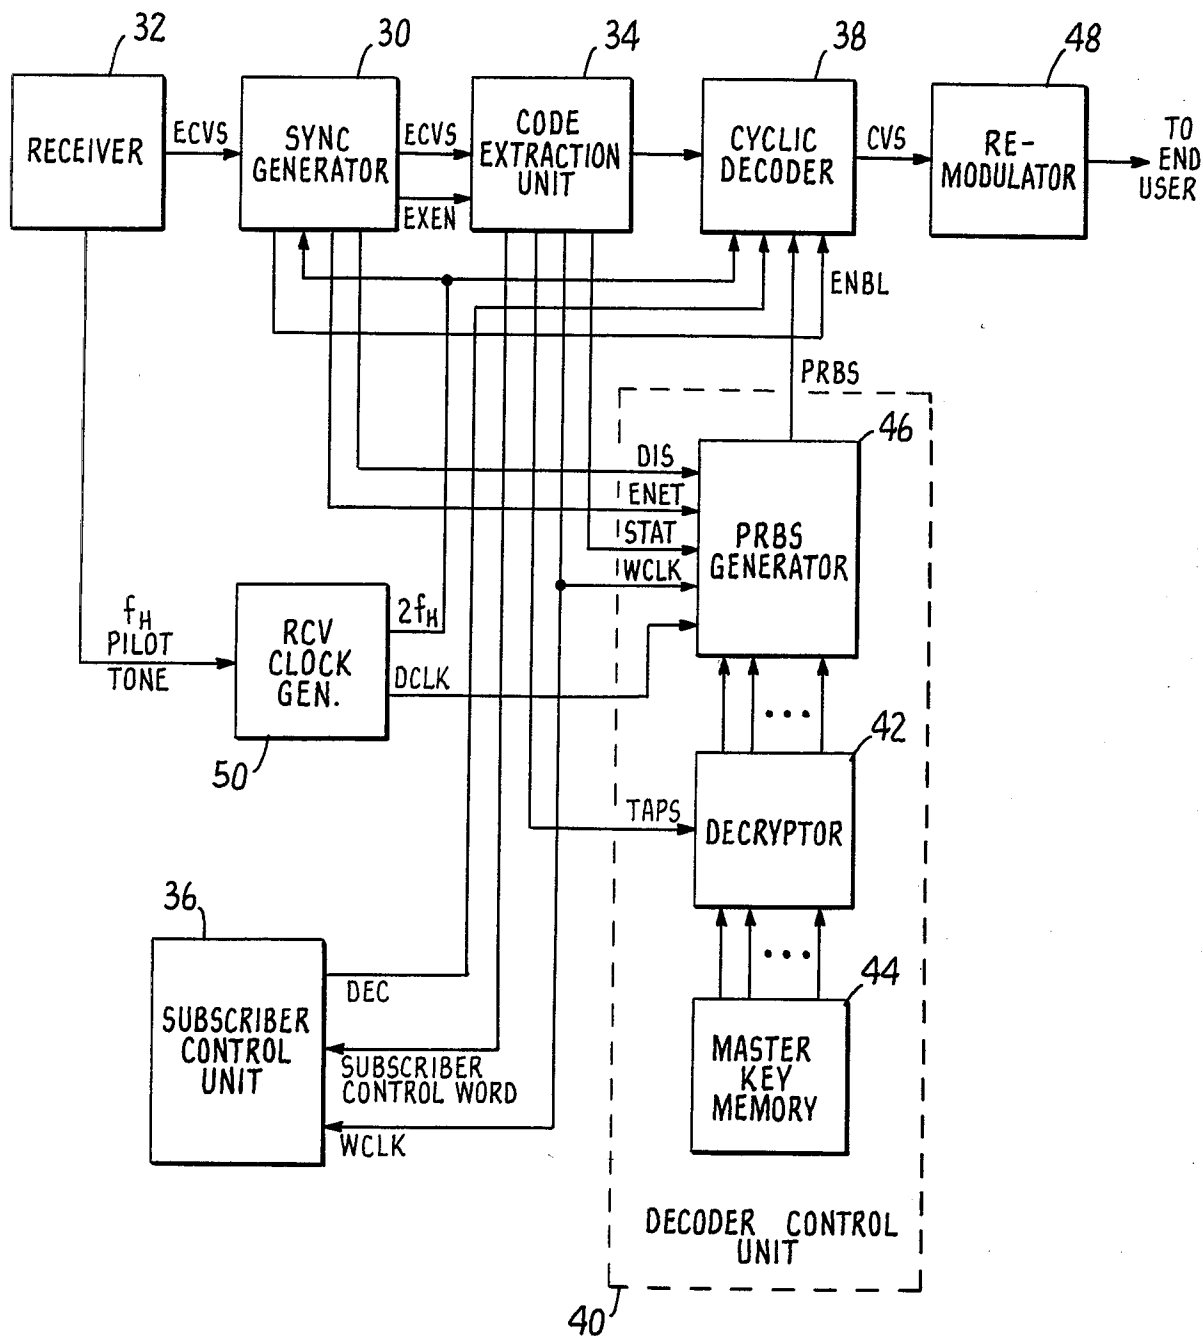 32
30
34
38
48
RECEIVER
ECVS
SYNC
GENERATOR
ECVS
EXEN
CODE
EXTRACTION
UNIT
CYCLIC
DECODER
CVS
RE-
MODULATOR
TO
END
USER
ENBL
PRBS
46
DIS
ENET
STAT
WCLK
PRBS
GENERATOR
fH
PILOT
TONE
RCV
CLOCK
GEN.
2fH
DCLK
50
42
TAPS
DECRYPTOR
36
SUBSCRIBER
CONTROL
UNIT
DEC
SUBSCRIBER
CONTROL WORD
WCLK
44
MASTER
KEY
MEMORY
DECODER CONTROL
UNIT
40